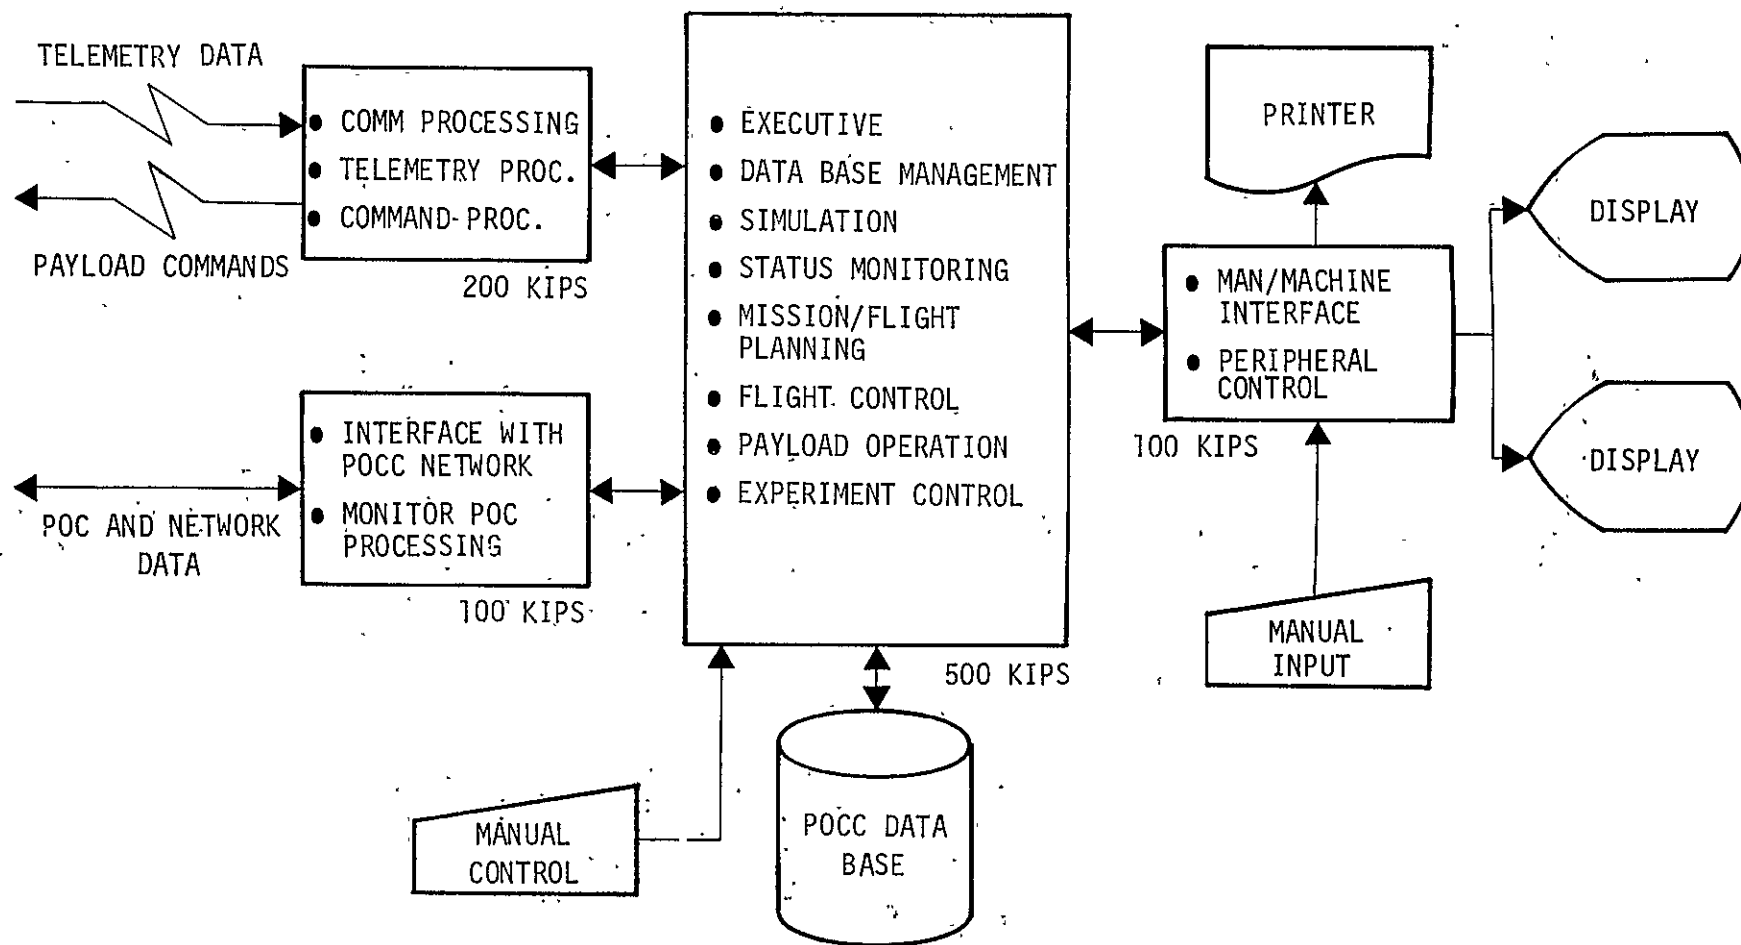 TELEMETRY DATA
PAYLOAD COMMANDS
● COMM PROCESSING
● TELEMETRY PROC.
● COMMAND-PROC.
200 KIPS
POC AND NETWORK
DATA
● INTERFACE WITH
POCC NETWORK
● MONITOR POC
PROCESSING
100 KIPS
● EXECUTIVE
● DATA BASE MANAGEMENT
● SIMULATION
● STATUS MONITORING
● MISSION/FLIGHT
PLANNING
● FLIGHT CONTROL
● PAYLOAD OPERATION
● EXPERIMENT CONTROL
500 KIPS
MANUAL
CONTROL
POCC DATA
BASE
PRINTER
● MAN/MACHINE
INTERFACE
● PERIPHERAL
CONTROL
100 KIPS
MANUAL
INPUT
DISPLAY
DISPLAY